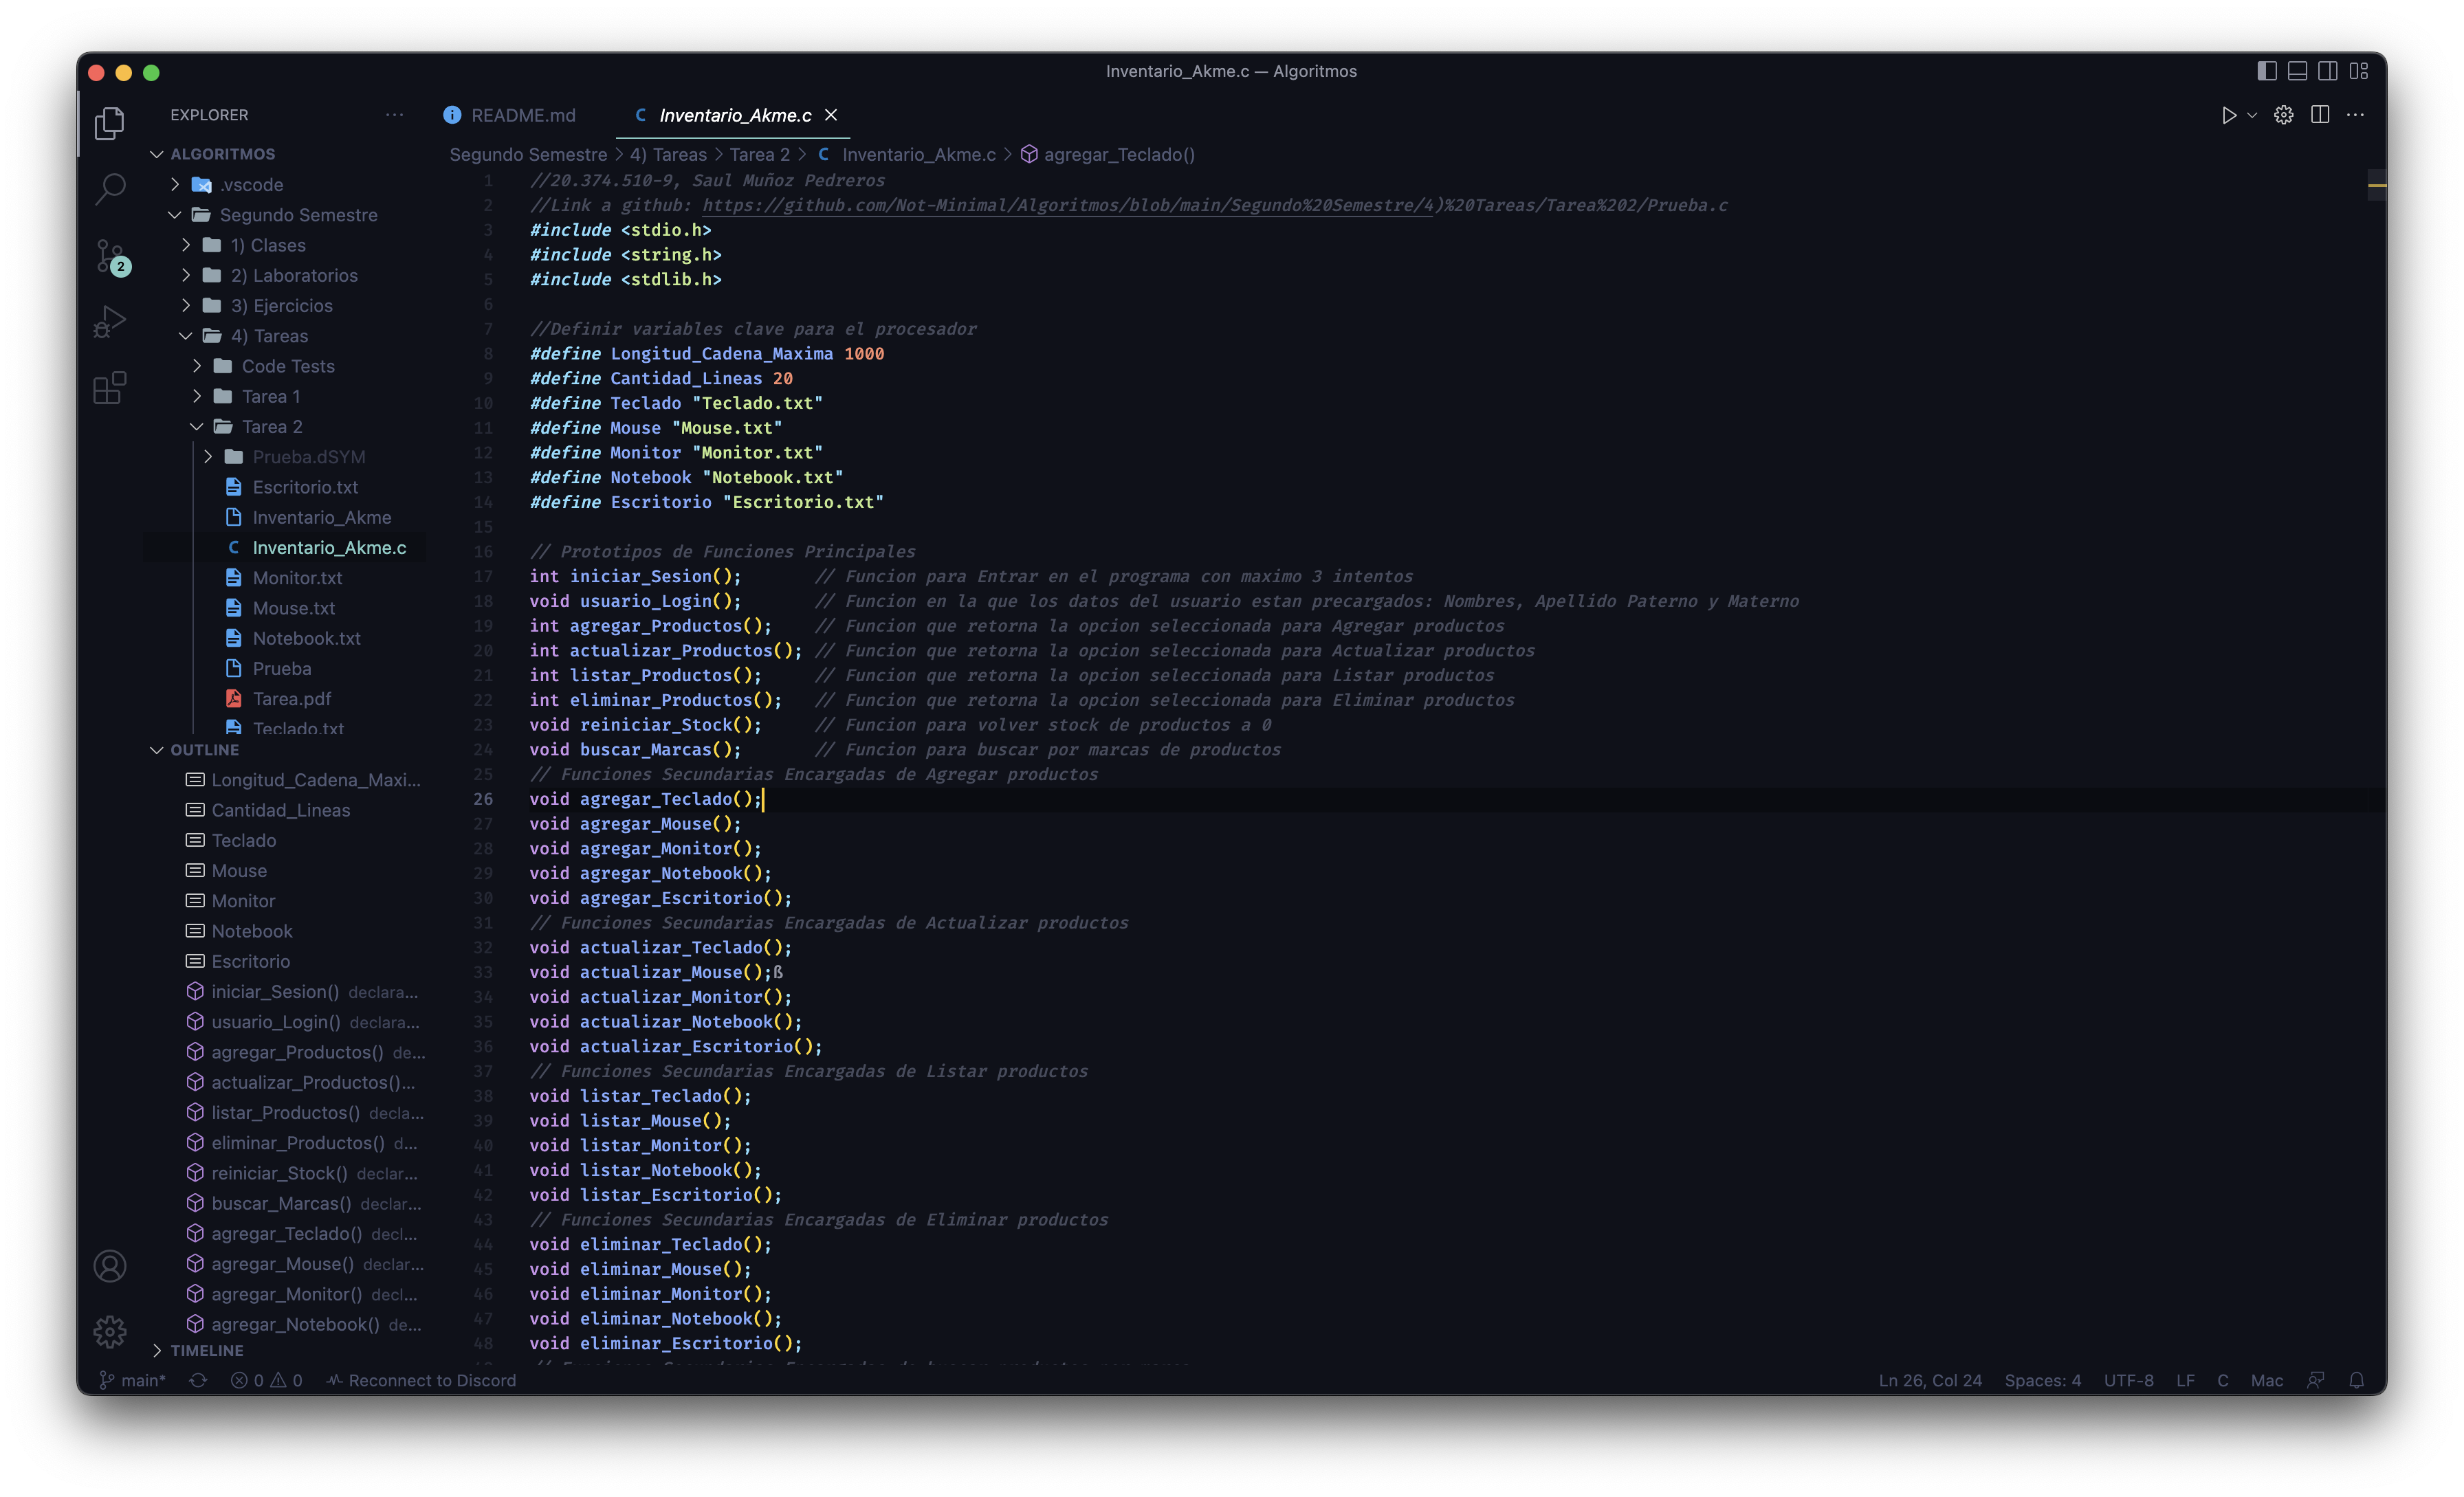 Inventario_Akme.c — Algoritmos
EXPLORER
README.md
Inventario_Akme.c
ALGORITMOS
.vscode
Segundo Semestre
1) Clases
2) Laboratorios
3) Ejercicios
4) Tareas
Code Tests
Tarea 1
Tarea 2
Prueba.dSYM
Escritorio.txt
Inventario_Akme
Inventario_Akme.c
Monitor.txt
Mouse.txt
Notebook.txt
Prueba
Tarea.pdf
Teclado.txt
OUTLINE
Longitud_Cadena_Maxi...
Cantidad_Lineas
Teclado
Mouse
Monitor
Notebook
Escritorio
iniciar_Sesion() declara...
usuario_Login() declara...
agregar_Productos() de...
actualizar_Productos()...
listar_Productos() decla...
eliminar_Productos() d...
reiniciar_Stock() declar...
buscar_Marcas() declar...
agregar_Teclado() decl...
agregar_Mouse() declar...
agregar_Monitor() decl...
agregar_Notebook() de...
TIMELINE
2
Segundo Semestre > 4) Tareas > Tarea 2 > C Inventario_Akme.c > agregar_Teclado()
1 //20.374.510-9, Saul Muñoz Pedreros
2 //Link a github: https://github.com/Not-Minimal/Algoritmos/blob/main/Segundo%20Semestre/4)%20Tareas/Tarea%202/Prueba.c
3 #include <stdio.h>
4 #include <string.h>
5 #include <stdlib.h>
6
7 //Definir variables clave para el procesador
8 #define Longitud_Cadena_Maxima 1000
9 #define Cantidad_Lineas 20
10 #define Teclado "Teclado.txt"
11 #define Mouse "Mouse.txt"
12 #define Monitor "Monitor.txt"
13 #define Notebook "Notebook.txt"
14 #define Escritorio "Escritorio.txt"
15
16 // Prototipos de Funciones Principales
17 int iniciar_Sesion(); // Funcion para Entrar en el programa con maximo 3 intentos
18 void usuario_Login(); // Funcion en la que los datos del usuario estan precargados: Nombres, Apellido Paterno y Materno
19 int agregar_Productos(); // Funcion que retorna la opcion seleccionada para Agregar productos
20 int actualizar_Productos(); // Funcion que retorna la opcion seleccionada para Actualizar productos
21 int listar_Productos(); // Funcion que retorna la opcion seleccionada para Listar productos
22 int eliminar_Productos(); // Funcion que retorna la opcion seleccionada para Eliminar productos
23 void reiniciar_Stock(); // Funcion para volver stock de productos a 0
24 void buscar_Marcas(); // Funcion para buscar por marcas de productos
25 // Funciones Secundarias Encargadas de Agregar productos
26 void agregar_Teclado();
27 void agregar_Mouse();
28 void agregar_Monitor();
29 void agregar_Notebook();
30 void agregar_Escritorio();
31 // Funciones Secundarias Encargadas de Actualizar productos
32 void actualizar_Teclado();
33 void actualizar_Mouse();ß
34 void actualizar_Monitor();
35 void actualizar_Notebook();
36 void actualizar_Escritorio();
37 // Funciones Secundarias Encargadas de Listar productos
38 void listar_Teclado();
39 void listar_Mouse();
40 void listar_Monitor();
41 void listar_Notebook();
42 void listar_Escritorio();
43 // Funciones Secundarias Encargadas de Eliminar productos
44 void eliminar_Teclado();
45 void eliminar_Mouse();
46 void eliminar_Monitor();
47 void eliminar_Notebook();
48 void eliminar_Escritorio();
main* 0 0 Reconnect to Discord
Ln 26, Col 24 Spaces: 4 UTF-8 LF C Mac